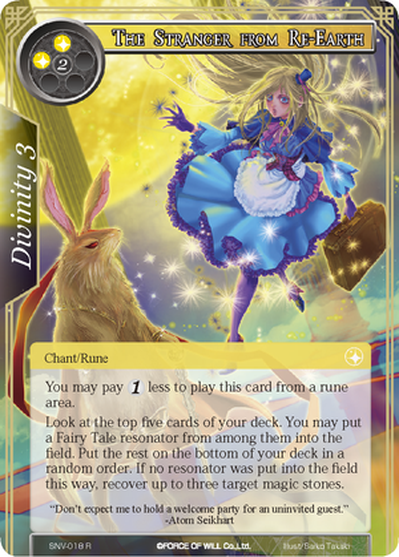 The Stranger from Re-Earth
2
Divinity 3
Chant/Rune
You may pay 1 less to play this card from a rune
area.
Look at the top five cards of your deck. You may put
a Fairy Tale resonator from among them into the
field. Put the rest on the bottom of your deck in a
random order. If no resonator was put into the field
this way, recover up to three target magic stones.
"Don't expect me to hold a welcome party for an uninvited guest."
-Atom Seikhart
SNV-018 R
©FORCE OF WILL Co.,Ltd.